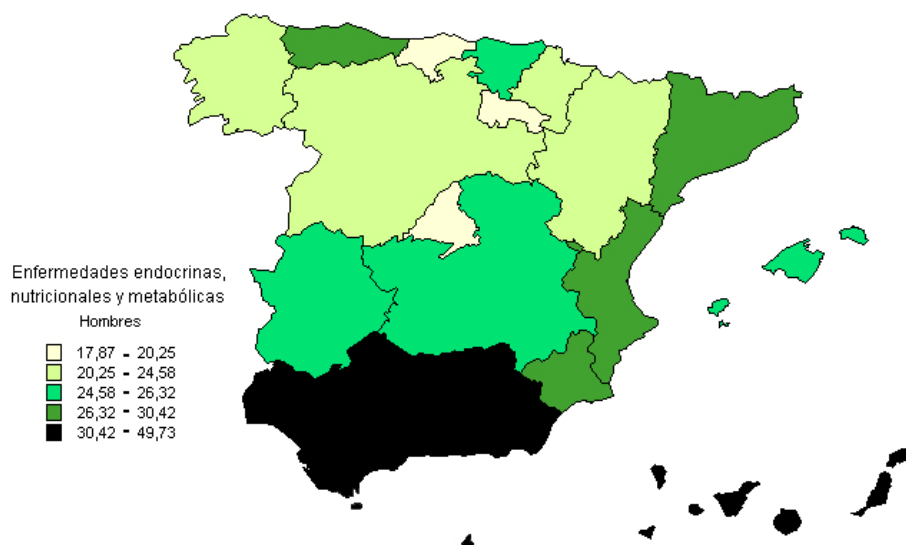 Enfermedades endocrinas,
nutricionales y metabólicas
Hombres
17,87 - 20,25
20,25 - 24,58
24,58 - 26,32
26,32 - 30,42
30,42 - 49,73